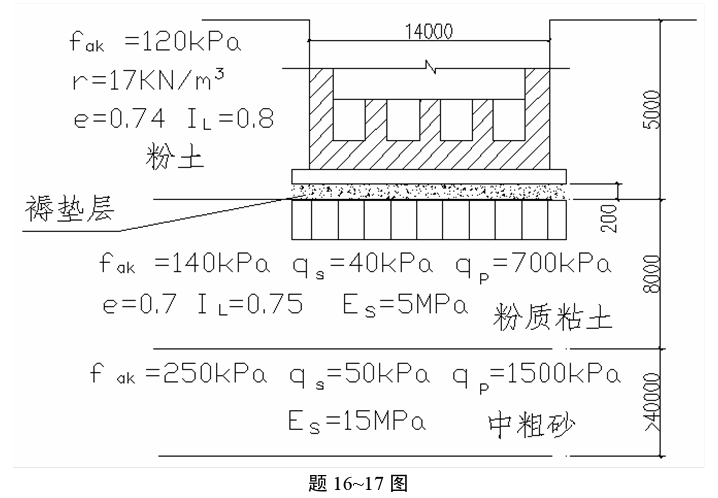 fak =120kPa
14000
r=17KN/m³
e=0.74 IL=0.8
粉土
5000
褥垫层
200
fak =140kPa qs=40kPa qp=700kPa
e=0.7 IL=0.75 ES=5MPa 粉质粘土
8000
fak =250kPa qs=50kPa qp=1500kPa
ES=15MPa 中粗砂
>40000
题 16~17 图